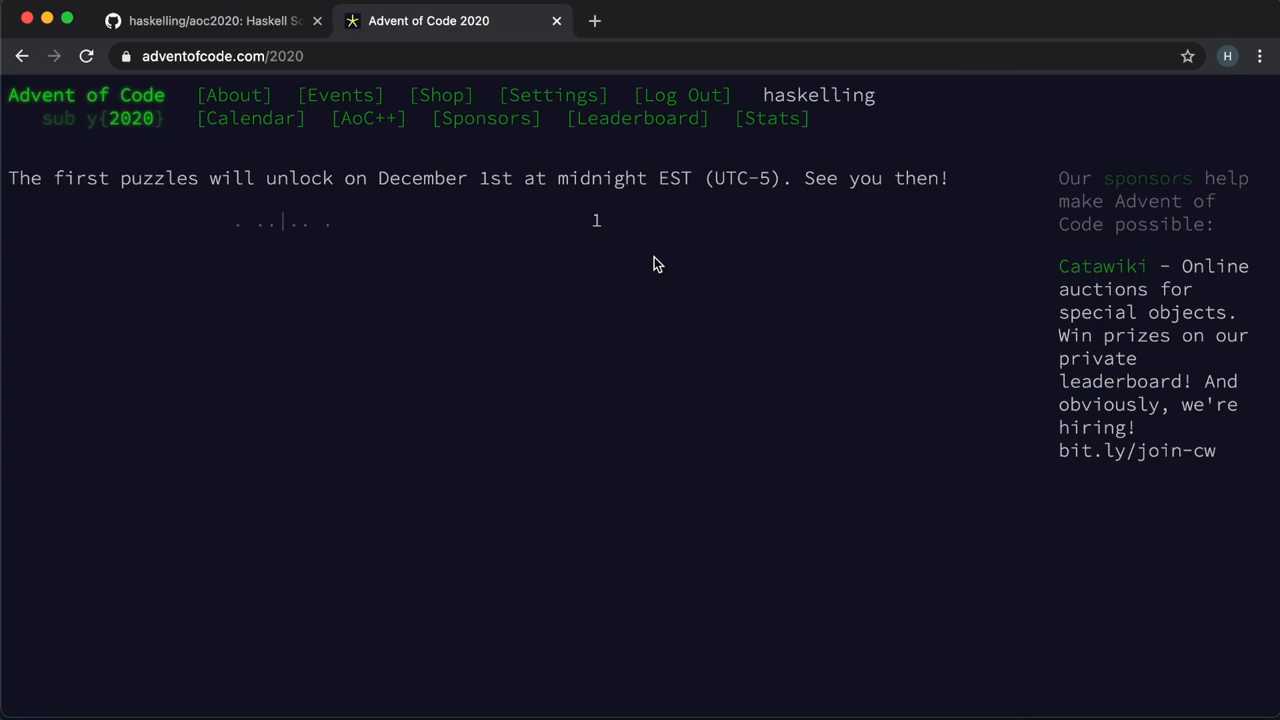 haskelling/aoc2020: Haskell Sc
Advent of Code 2020
adventofcode.com/2020
H
Advent of Code [About] [Events] [Shop] [Settings] [Log Out] haskelling
sub y{2020} [Calendar] [AoC++] [Sponsors] [Leaderboard] [Stats]
The first puzzles will unlock on December 1st at midnight EST (UTC-5). See you then!
. ..|.. . 1
Our sponsors help
make Advent of
Code possible:
Catawiki - Online
auctions for
special objects.
Win prizes on our
private
leaderboard! And
obviously, we're
hiring!
bit.ly/join-cw